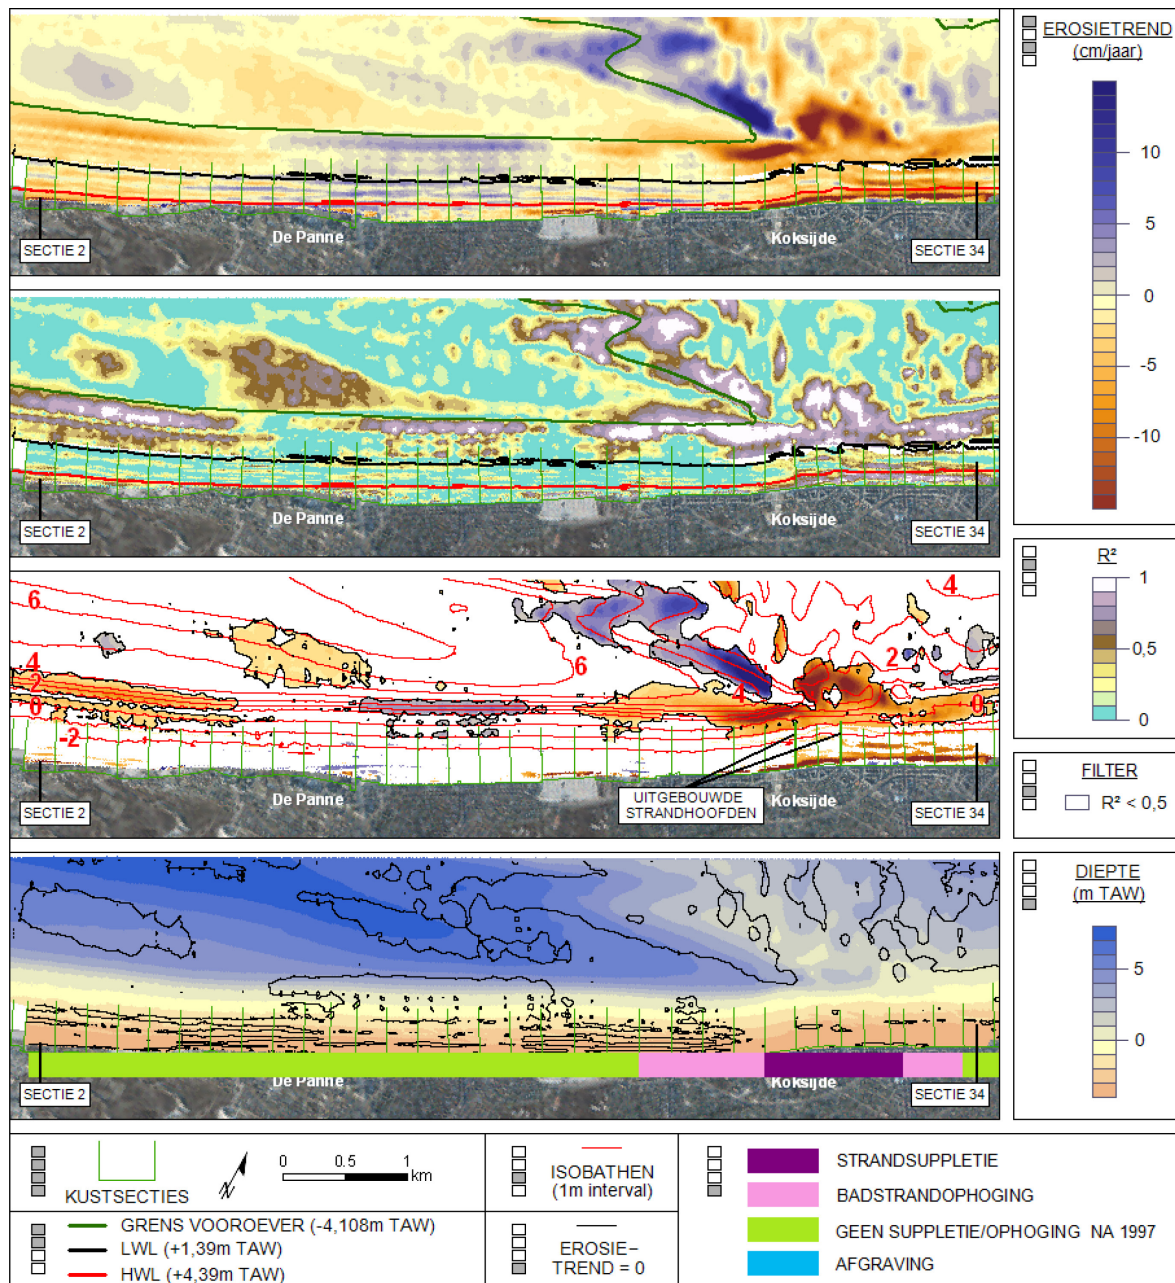 De Panne
Koksijde
SECTIE 2
SECTIE 34
EROSIETREND
(cm/jaar)
10
5
0
-5
-10
De Panne
Koksijde
SECTIE 2
SECTIE 34
R²
1
0,5
0
6
4
2
0
-2
6
4
4
2
0
De Panne
Koksijde
SECTIE 2
UITGEBOUWDE
STRANDHOOFDEN
SECTIE 34
FILTER
R² < 0,5
DIEPTE
(m TAW)
5
0
De Panne
Koksijde
SECTIE 2
SECTIE 34
KUSTSECTIES
N
0 0.5 1
km
ISOBATHEN
(1m interval)
STRANDSUPPLETIE
BADSTRANDOPHOGING
GEEN SUPPLETIE/OPHOGING NA 1997
AFGRAVING
GRENS VOOROEVER (-4,108m TAW)
LWL (+1,39m TAW)
HWL (+4,39m TAW)
EROSIE-
TREND = 0